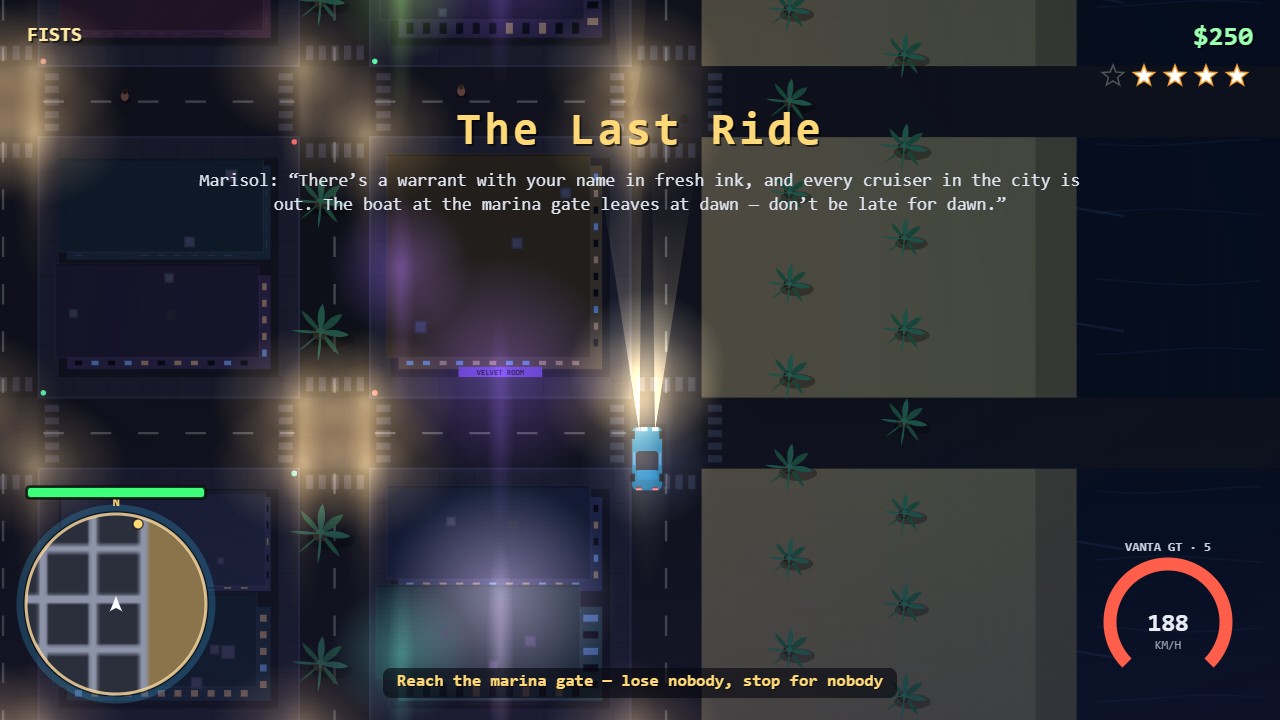 FISTS
$250
The Last Ride
Marisol: “There’s a warrant with your name in fresh ink, and every cruiser in the city is
out. The boat at the marina gate leaves at dawn — don’t be late for dawn.”
VELVET ROOM
N
VANTA GT · 5
188
KM/H
Reach the marina gate — lose nobody, stop for nobody